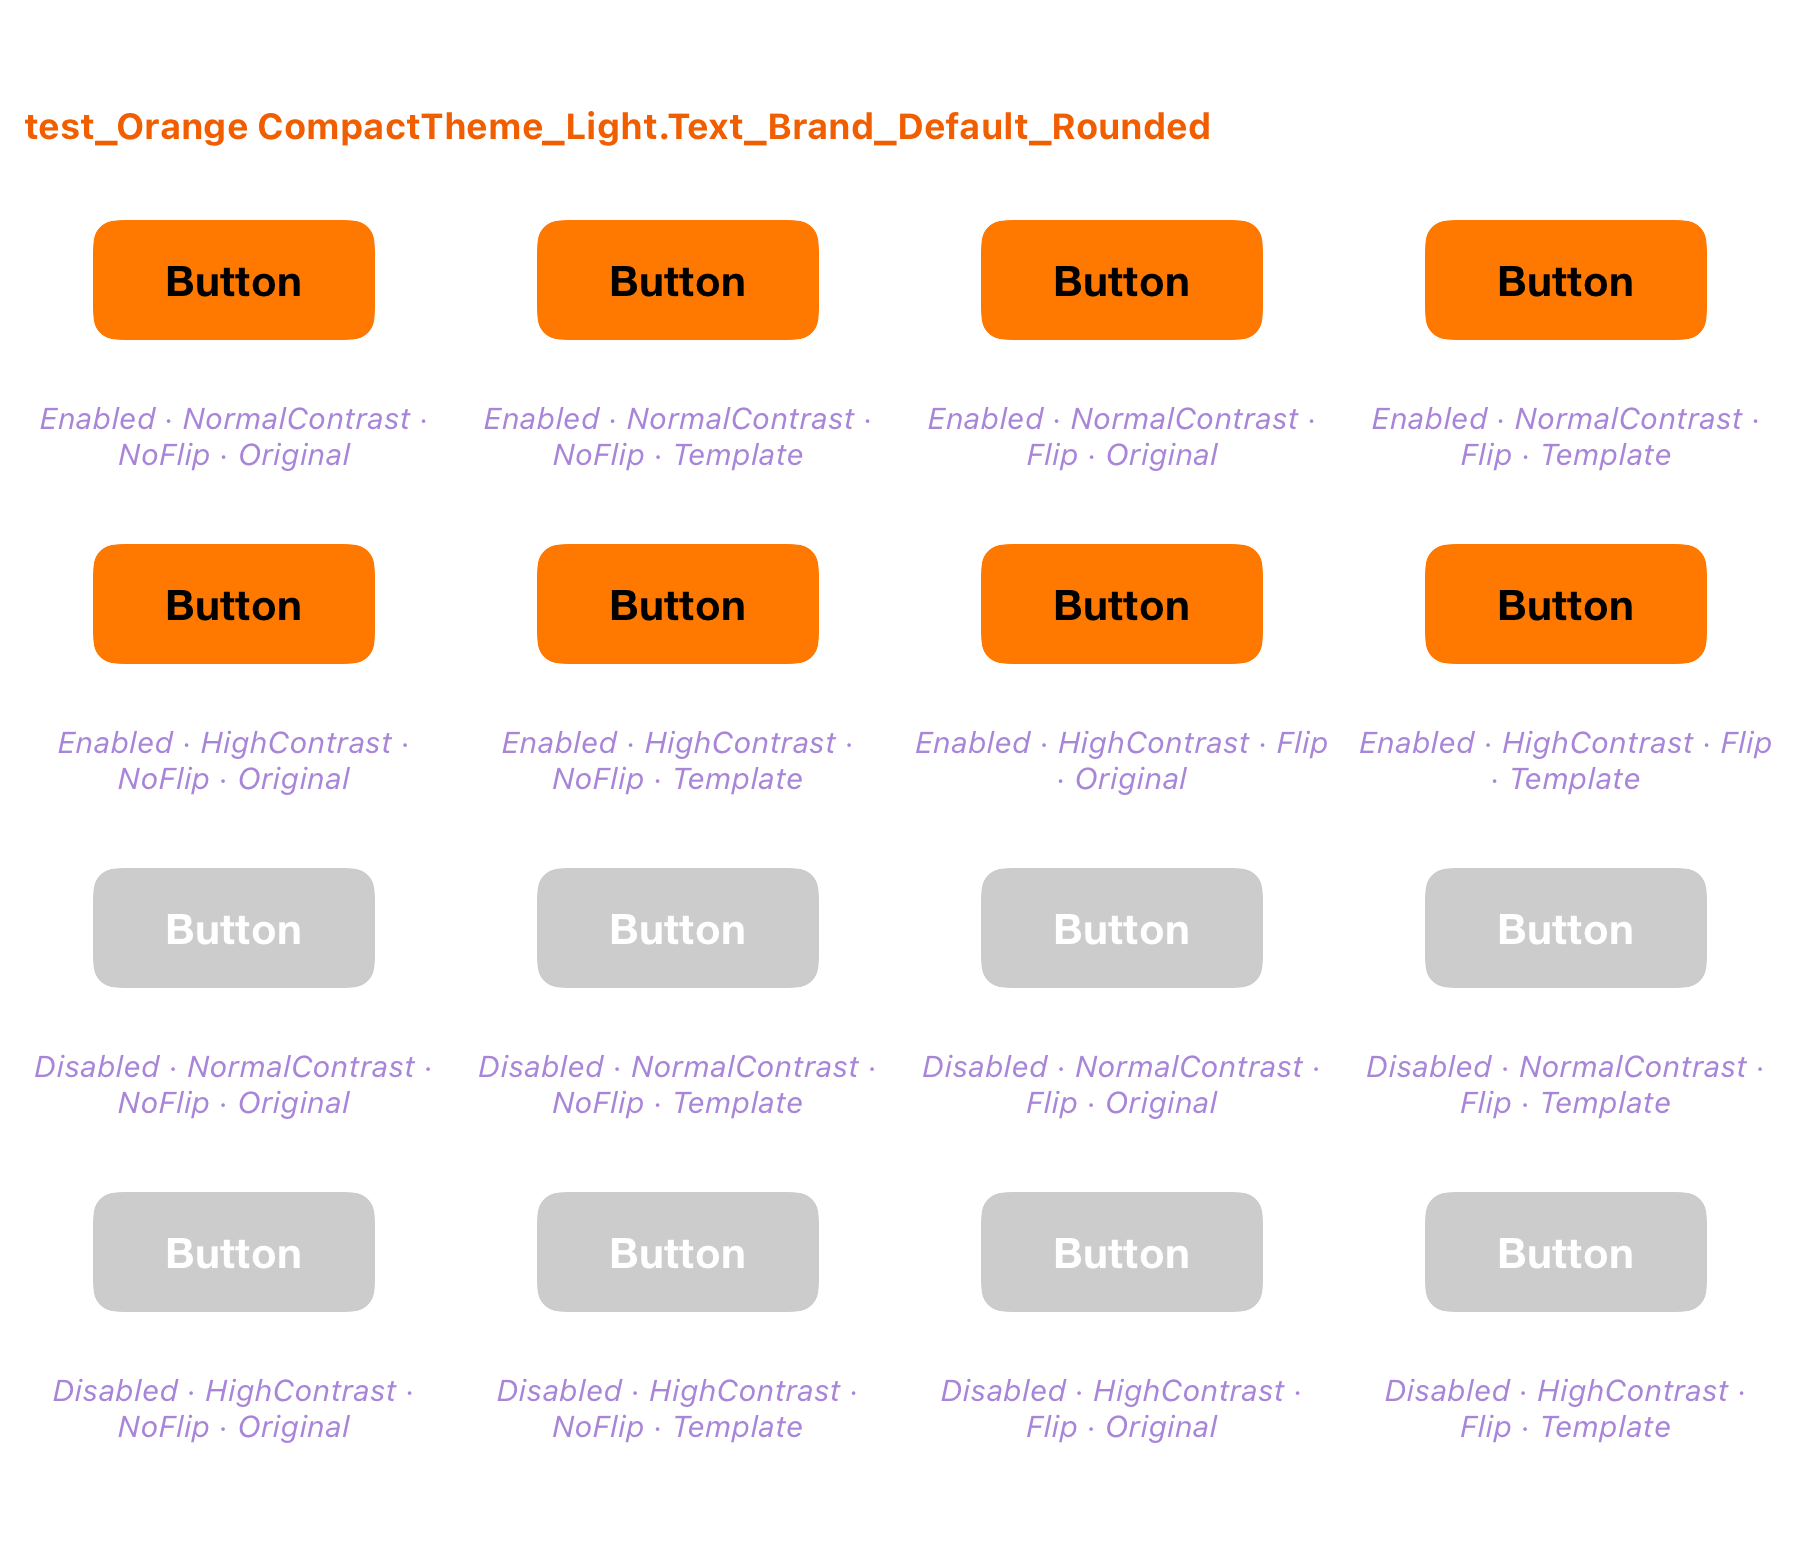 test_Orange CompactTheme_Light.Text_Brand_Default_Rounded
Button
Button
Button
Button
Enabled · NormalContrast ·
NoFlip · Original
Enabled · NormalContrast ·
NoFlip · Template
Enabled · NormalContrast ·
Flip · Original
Enabled · NormalContrast ·
Flip · Template
Button
Button
Button
Button
Enabled · HighContrast ·
NoFlip · Original
Enabled · HighContrast ·
NoFlip · Template
Enabled · HighContrast · Flip
· Original
Enabled · HighContrast · Flip
· Template
Button
Button
Button
Button
Disabled · NormalContrast ·
NoFlip · Original
Disabled · NormalContrast ·
NoFlip · Template
Disabled · NormalContrast ·
Flip · Original
Disabled · NormalContrast ·
Flip · Template
Button
Button
Button
Button
Disabled · HighContrast ·
NoFlip · Original
Disabled · HighContrast ·
NoFlip · Template
Disabled · HighContrast ·
Flip · Original
Disabled · HighContrast ·
Flip · Template